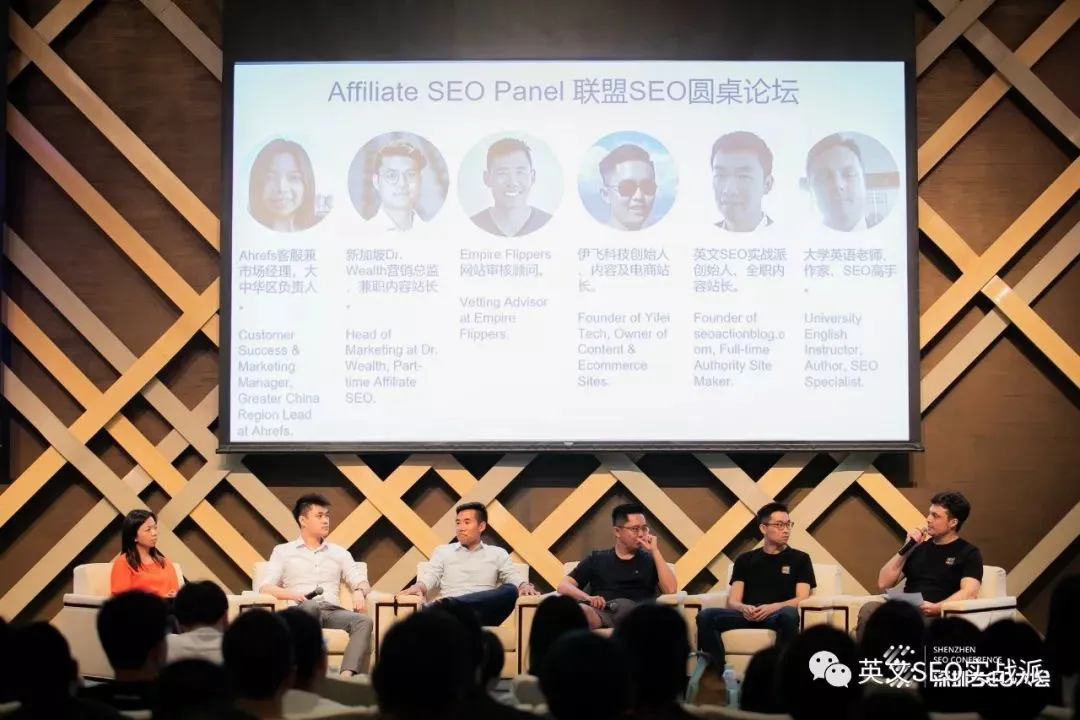 Affiliate SEO Panel 联盟SEO圆桌论坛
Ahrefs客服兼
市场经理，大
中华区负责人
。
Customer
Success &
Marketing
Manager,
Greater China
Region Lead
at Ahrefs.
新加坡Dr.
Wealth营销总监
、兼职内容站长
。
Head of
Marketing at Dr.
Wealth, Part-
time Affiliate
SEO.
Empire Flippers
网站审核顾问。
Vetting Advisor
at Empire
Flippers.
伊飞科技创始人
、内容及电商站
长。
Founder of Yifei
Tech, Owner of
Content &
Ecommerce
Sites.
英文SEO实战派
创始人、全职内
容站长。
Founder of
seoactionblog.c
om, Full-time
Authority Site
Maker.
大学英语老师、
作家、SEO高手
。
University
English
Instructor,
Author, SEO
Specialist.
SHENZHEN
SEO CONFERENCE
深圳SEO大会
英文SEO实战派